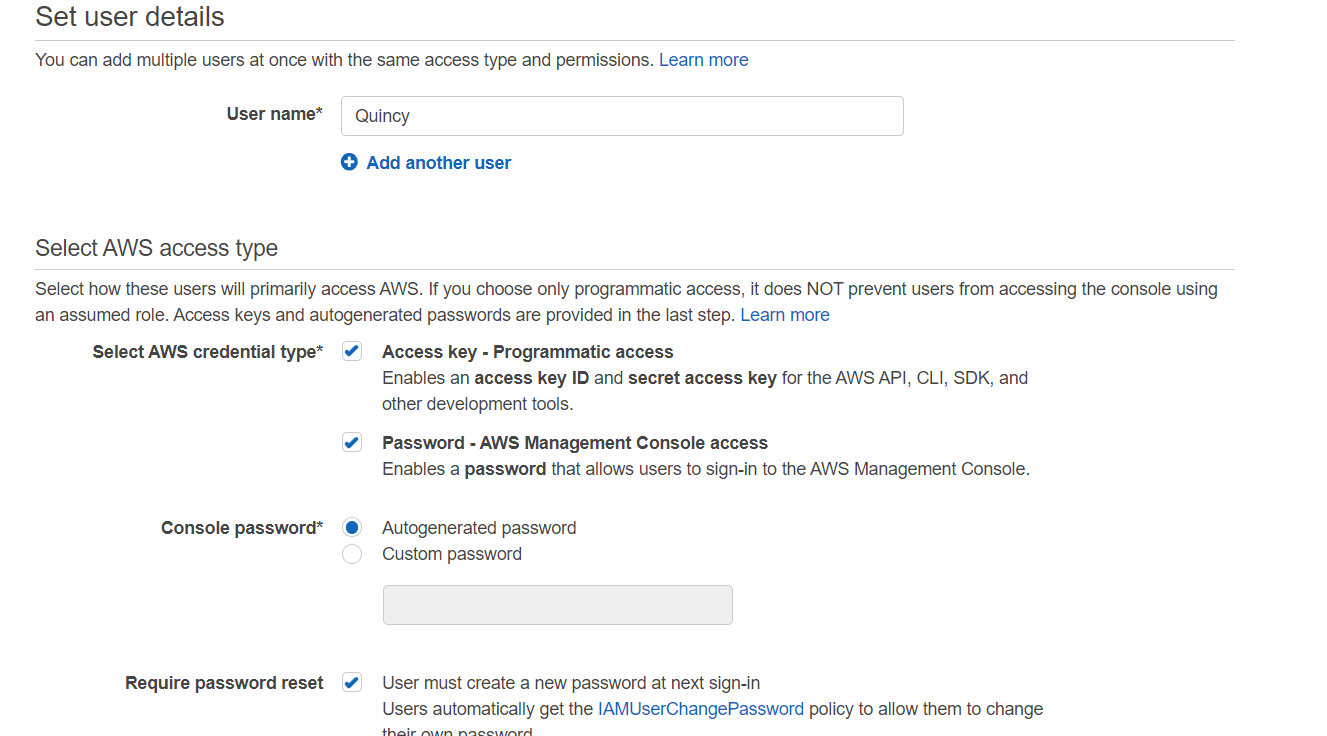 Set user details
You can add multiple users at once with the same access type and permissions. Learn more
User name*
Quincy
Add another user
Select AWS access type
Select how these users will primarily access AWS. If you choose only programmatic access, it does NOT prevent users from accessing the console using
an assumed role. Access keys and autogenerated passwords are provided in the last step. Learn more
Select AWS credential type*
Access key - Programmatic access
Enables an access key ID and secret access key for the AWS API, CLI, SDK, and
other development tools.
Password - AWS Management Console access
Enables a password that allows users to sign-in to the AWS Management Console.
Console password*
Autogenerated password
Custom password
Require password reset
User must create a new password at next sign-in
Users automatically get the IAMUserChangePassword policy to allow them to change
their own password.